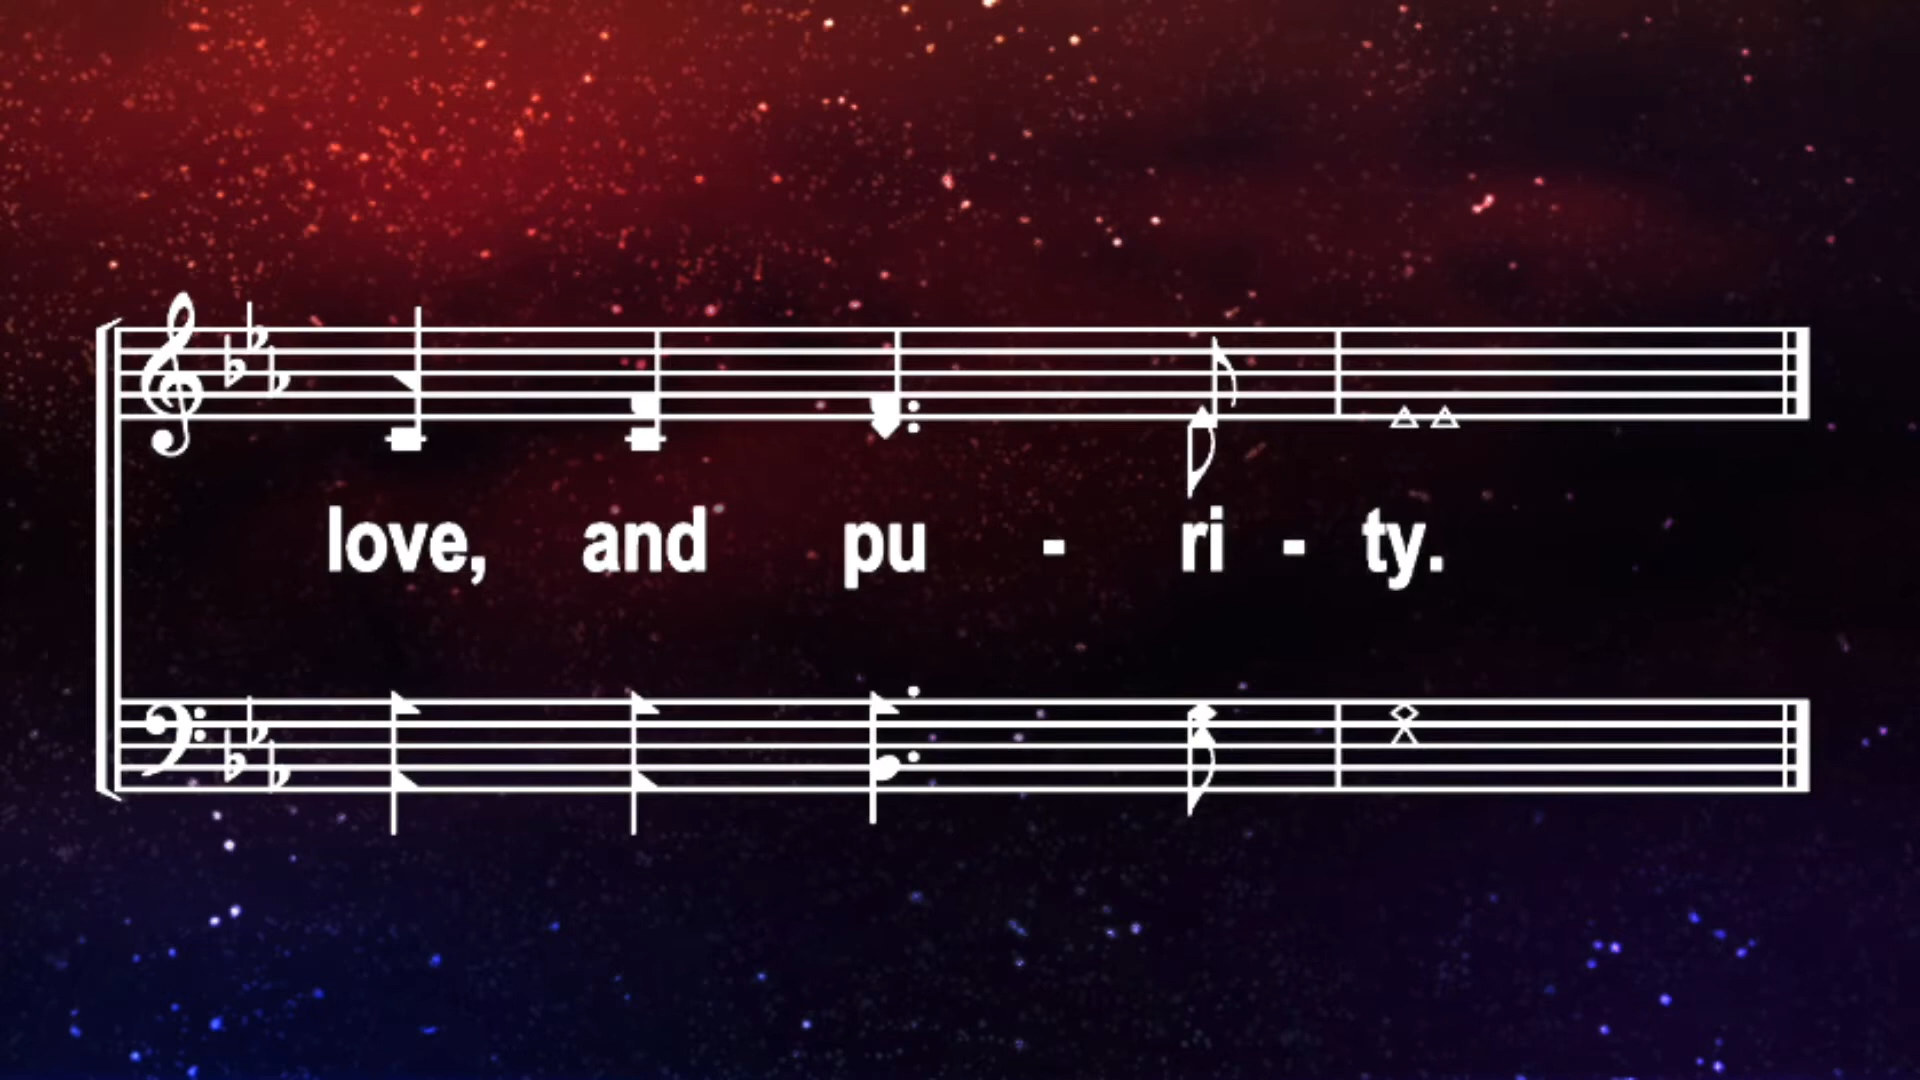 love, and pu - ri - ty.